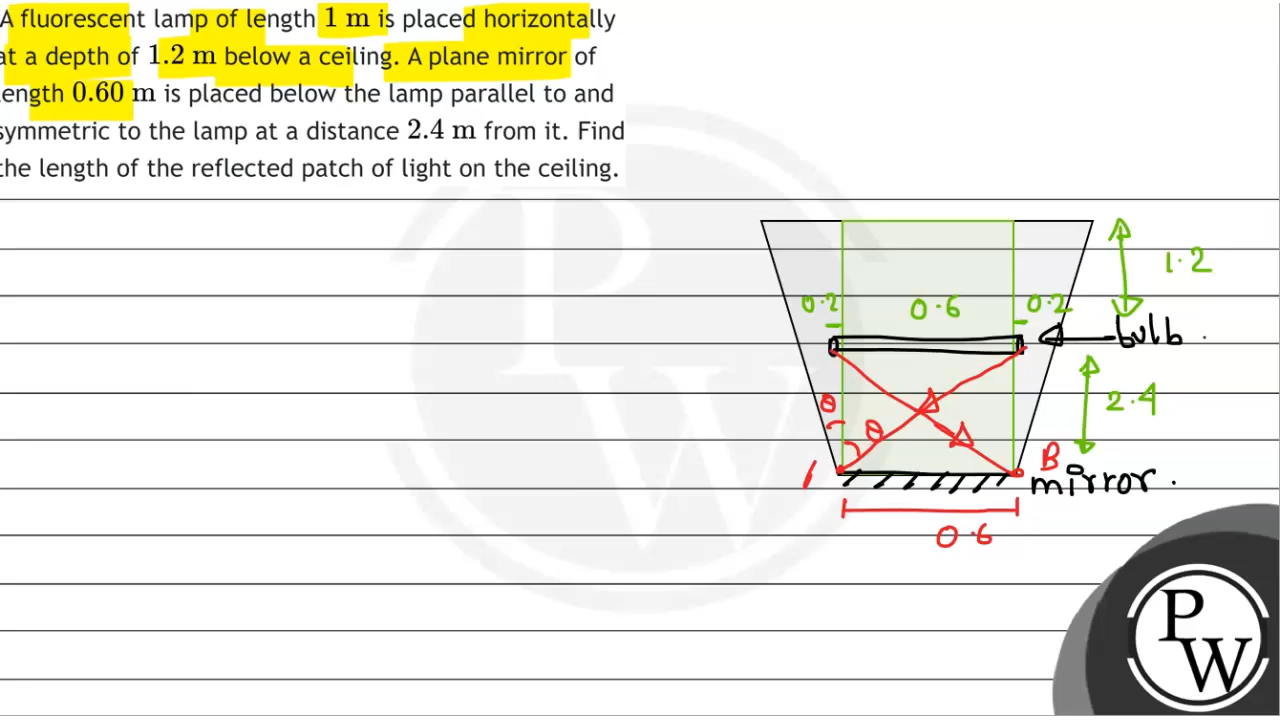 A fluorescent lamp of length 1 m is placed horizontally
at a depth of 1.2 m below a ceiling. A plane mirror of
length 0.60 m is placed below the lamp parallel to and
symmetric to the lamp at a distance 2.4 m from it. Find
the length of the reflected patch of light on the ceiling.
1.2
0.2 0.6 0.2
bulb.
2.4
θ
θ
B
mirror.
0.6
P
W
P
W